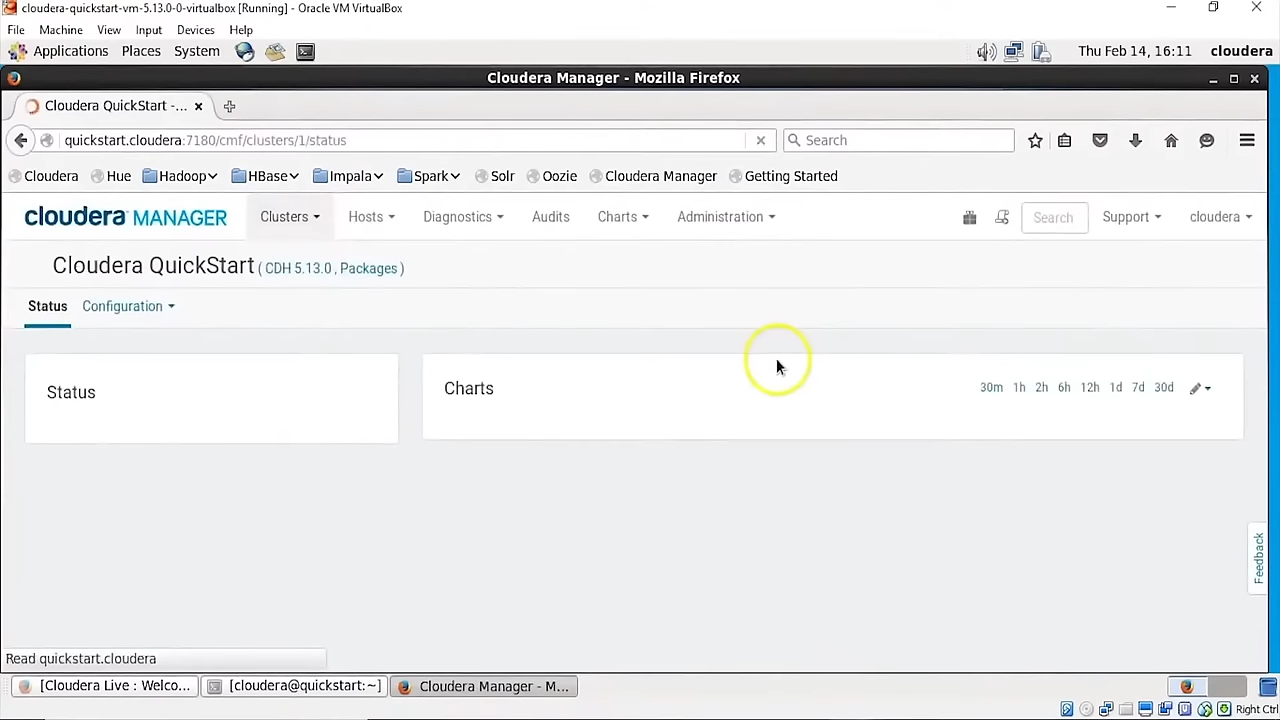 cloudera-quickstart-vm-5.13.0-0-virtualbox [Running] - Oracle VM VirtualBox
File Machine View Input Devices Help
Applications Places System Thu Feb 14, 16:11 cloudera
Cloudera Manager - Mozilla Firefox
Cloudera QuickStart -...
quickstart.cloudera:7180/cmf/clusters/1/status Search
Cloudera Hue Hadoop HBase Impala Spark Solr Oozie Cloudera Manager Getting Started
cloudera MANAGER Clusters Hosts Diagnostics Audits Charts Administration Search Support cloudera
Cloudera QuickStart ( CDH 5.13.0 , Packages )
Status Configuration
Status
Charts 30m 1h 2h 6h 12h 1d 7d 30d
Feedback
Read quickstart.cloudera
[Cloudera Live : Welco... [cloudera@quickstart:~] Cloudera Manager - M...
Right Ctrl